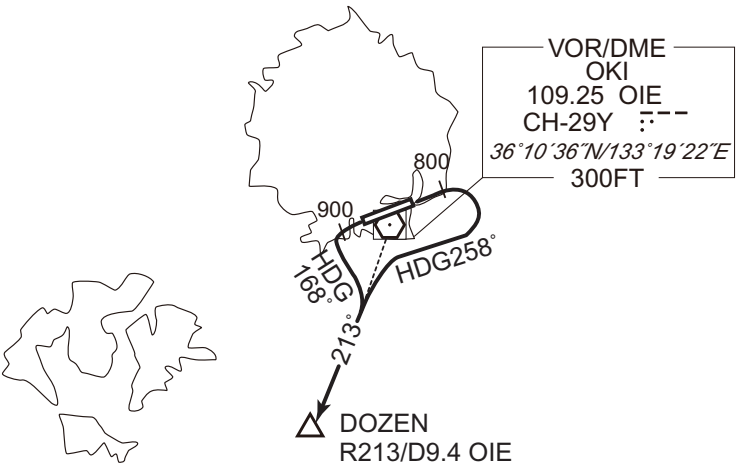 VOR/DME
OKI
109.25 OIE
CH-29Y
36°10´36˝N/133°19´22˝E
300FT
800
900
HDG
168°
HDG258°
213°
DOZEN
R213/D9.4 OIE